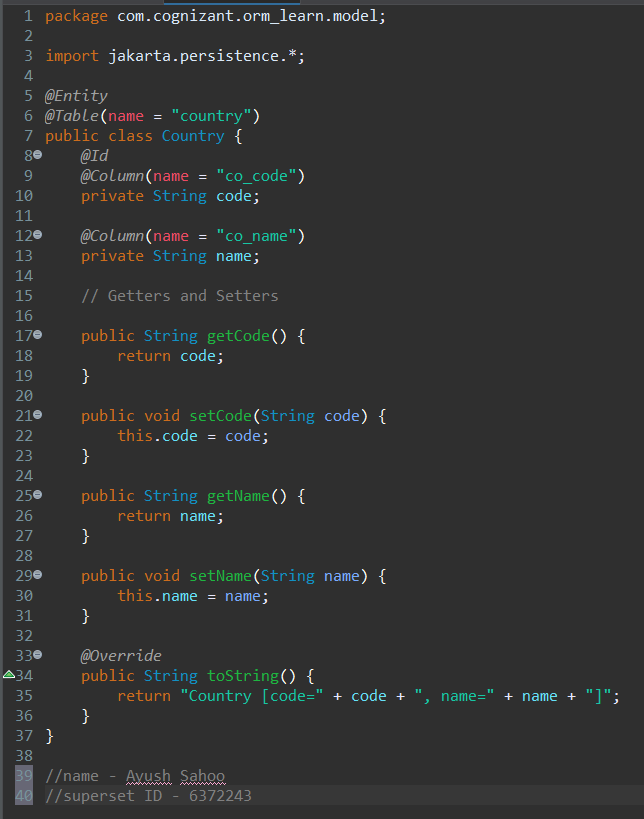 1 package com.cognizant.orm_learn.model;
2
3 import jakarta.persistence.*;
4
5 @Entity
6 @Table(name = "country")
7 public class Country {
8     @Id
9     @Column(name = "co_code")
10     private String code;
11
12     @Column(name = "co_name")
13     private String name;
14
15     // Getters and Setters
16
17     public String getCode() {
18         return code;
19     }
20
21     public void setCode(String code) {
22         this.code = code;
23     }
24
25     public String getName() {
26         return name;
27     }
28
29     public void setName(String name) {
30         this.name = name;
31     }
32
33     @Override
34     public String toString() {
35         return "Country [code=" + code + ", name=" + name + "]";
36     }
37 }
38
39 //name - Ayush Sahoo
40 //superset ID - 6372243